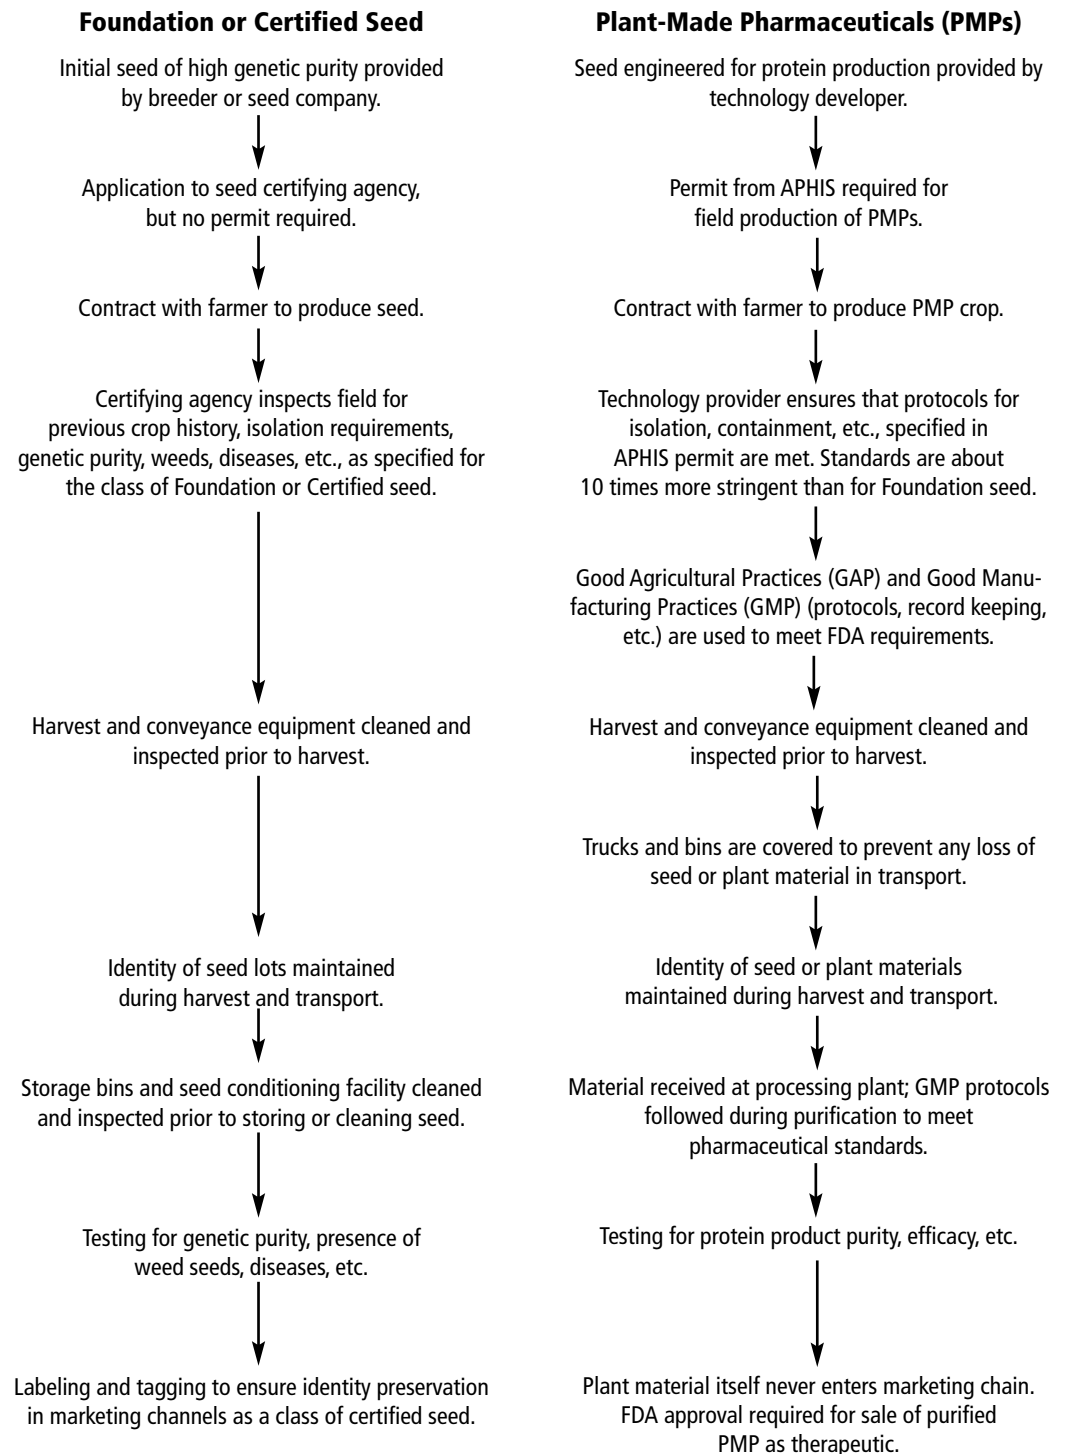 Foundation or Certified Seed
Initial seed of high genetic purity provided
by breeder or seed company.
Application to seed certifying agency,
but no permit required.
Contract with farmer to produce seed.
Certifying agency inspects field for
previous crop history, isolation requirements,
genetic purity, weeds, diseases, etc., as specified for
the class of Foundation or Certified seed.
Harvest and conveyance equipment cleaned and
inspected prior to harvest.
Identity of seed lots maintained
during harvest and transport.
Storage bins and seed conditioning facility cleaned
and inspected prior to storing or cleaning seed.
Testing for genetic purity, presence of
weed seeds, diseases, etc.
Labeling and tagging to ensure identity preservation
in marketing channels as a class of certified seed.
Plant-Made Pharmaceuticals (PMPs)
Seed engineered for protein production provided by
technology developer.
Permit from APHIS required for
field production of PMPs.
Contract with farmer to produce PMP crop.
Technology provider ensures that protocols for
isolation, containment, etc., specified in
APHIS permit are met. Standards are about
10 times more stringent than for Foundation seed.
Good Agricultural Practices (GAP) and Good Manu-
facturing Practices (GMP) (protocols, record keeping,
etc.) are used to meet FDA requirements.
Harvest and conveyance equipment cleaned and
inspected prior to harvest.
Trucks and bins are covered to prevent any loss of
seed or plant material in transport.
Identity of seed or plant materials
maintained during harvest and transport.
Material received at processing plant; GMP protocols
followed during purification to meet
pharmaceutical standards.
Testing for protein product purity, efficacy, etc.
Plant material itself never enters marketing chain.
FDA approval required for sale of purified
PMP as therapeutic.